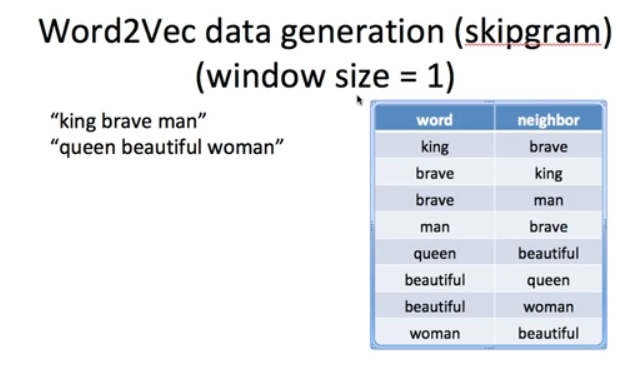 Word2Vec data generation (skipgram)
(window size = 1)
“king brave man”
“queen beautiful woman”
word neighbor
king brave
brave king
brave man
man brave
queen beautiful
beautiful queen
beautiful woman
woman beautiful